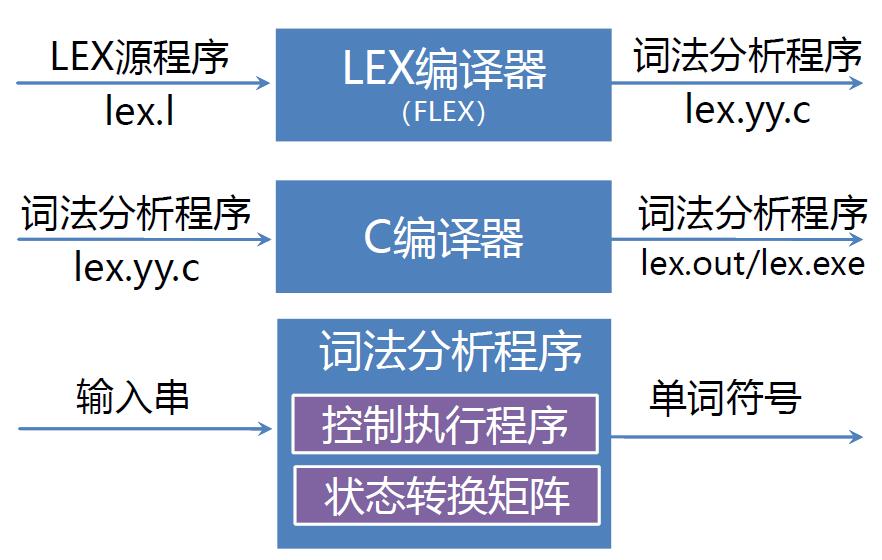 LEX源程序
lex.l
LEX编译器
（FLEX）
词法分析程序
lex.yy.c
词法分析程序
lex.yy.c
C编译器
词法分析程序
lex.out/lex.exe
输入串
词法分析程序
控制执行程序
状态转换矩阵
单词符号